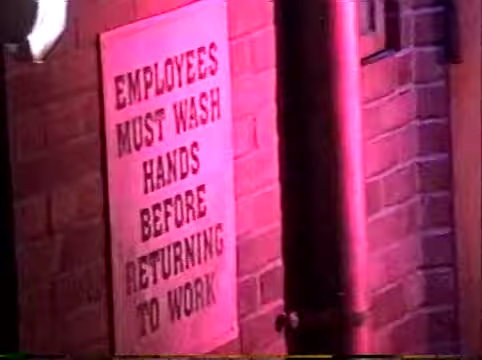 EMPLOYEES
MUST WASH
HANDS
BEFORE
RETURNING
TO WORK